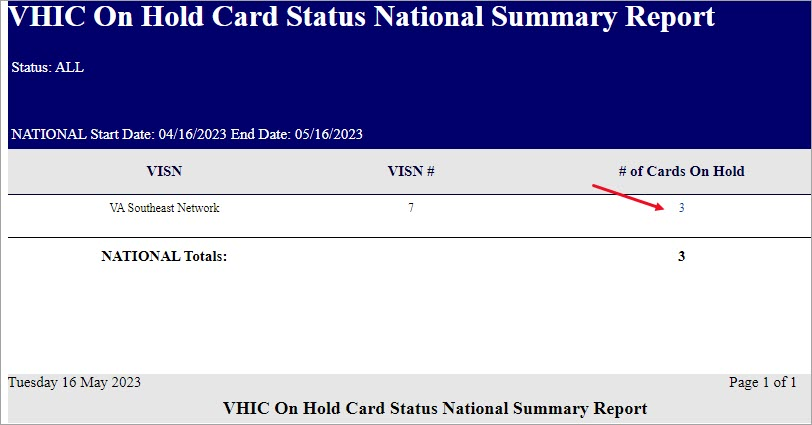 VHIC On Hold Card Status National Summary Report
Status: ALL
NATIONAL Start Date: 04/16/2023 End Date: 05/16/2023
VISN VISN # # of Cards On Hold
VA Southeast Network 7 3
NATIONAL Totals: 3
Tuesday 16 May 2023 Page 1 of 1
VHIC On Hold Card Status National Summary Report